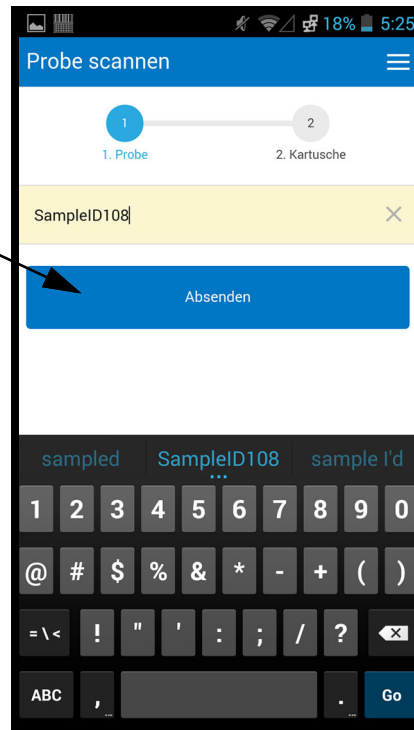 18% 5:25
Probe scannen
1 2
1. Probe 2. Kartusche
SampleID108
Absenden
sampled SampleID108 sample I'd
1 2 3 4 5 6 7 8 9 0
@ # $ % & * - + ( )
= \ < ! " ' : ; / ?
ABC , . Go